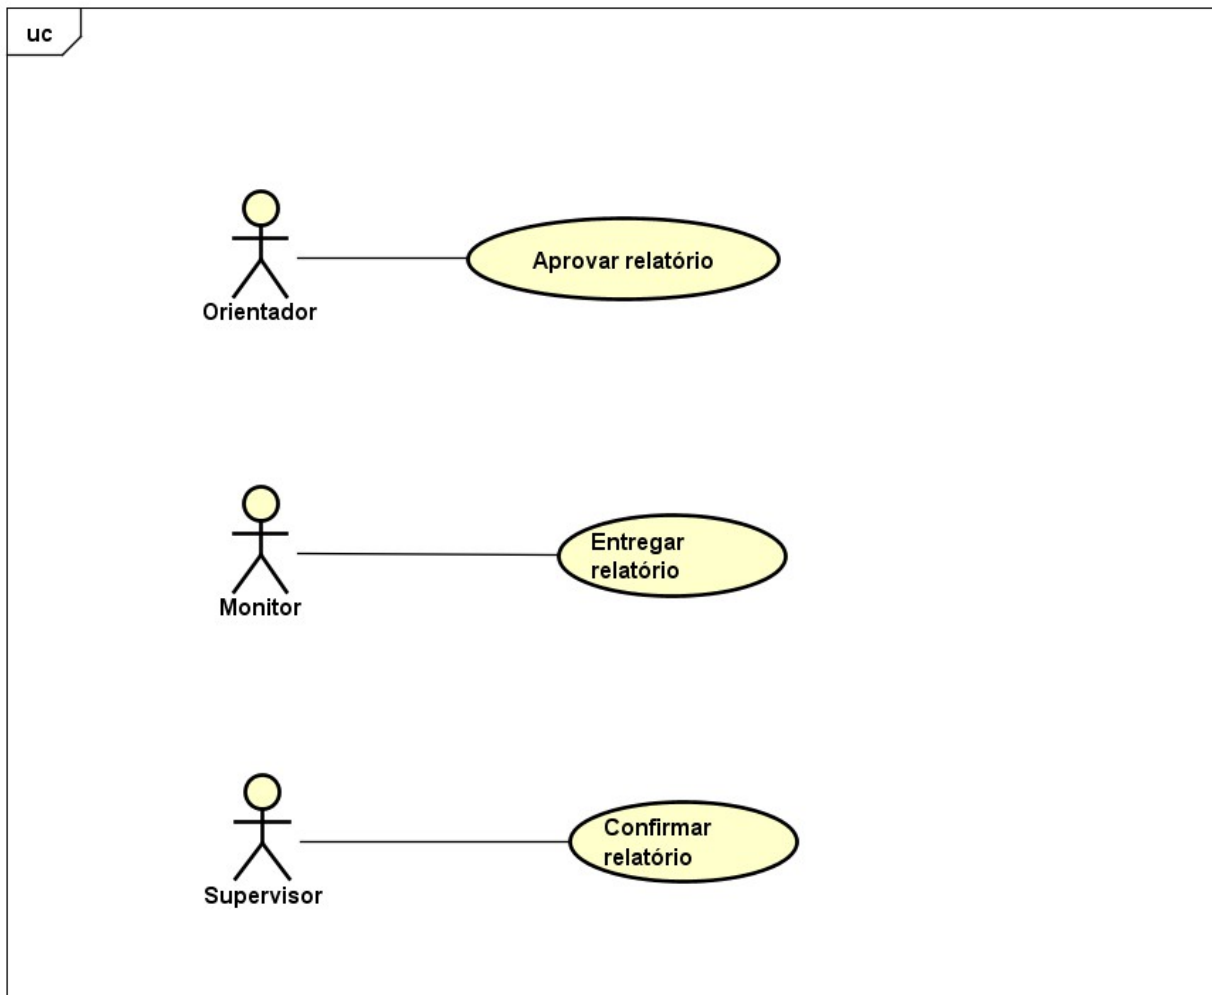 uc
Aprovar relatório
Orientador
Entregar
relatório
Monitor
Confirmar
relatório
Supervisor